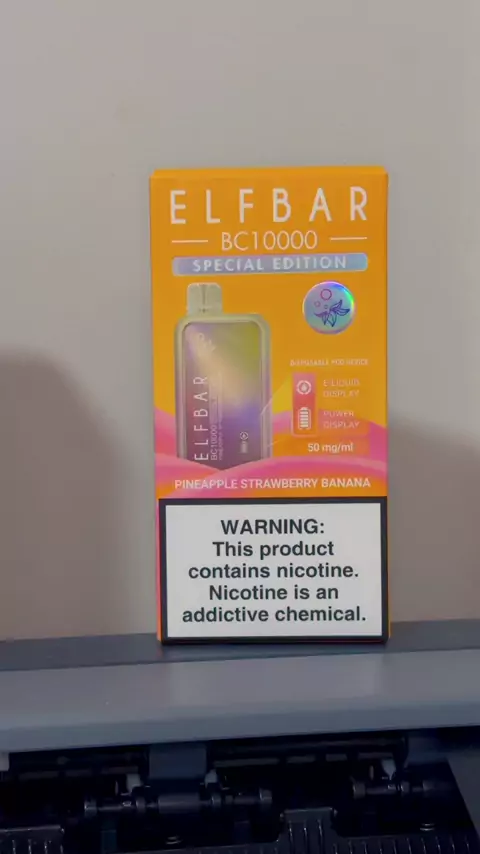 ELFBAR
BC10000
SPECIAL EDITION
DISPOSABLE POD DEVICE
E-LIQUID
DISPLAY
POWER
DISPLAY
50 mg/ml
ELFBAR
BC10000
PINEAPPLE STRAWBERRY BANANA
WARNING:
This product
contains nicotine.
Nicotine is an
addictive chemical.